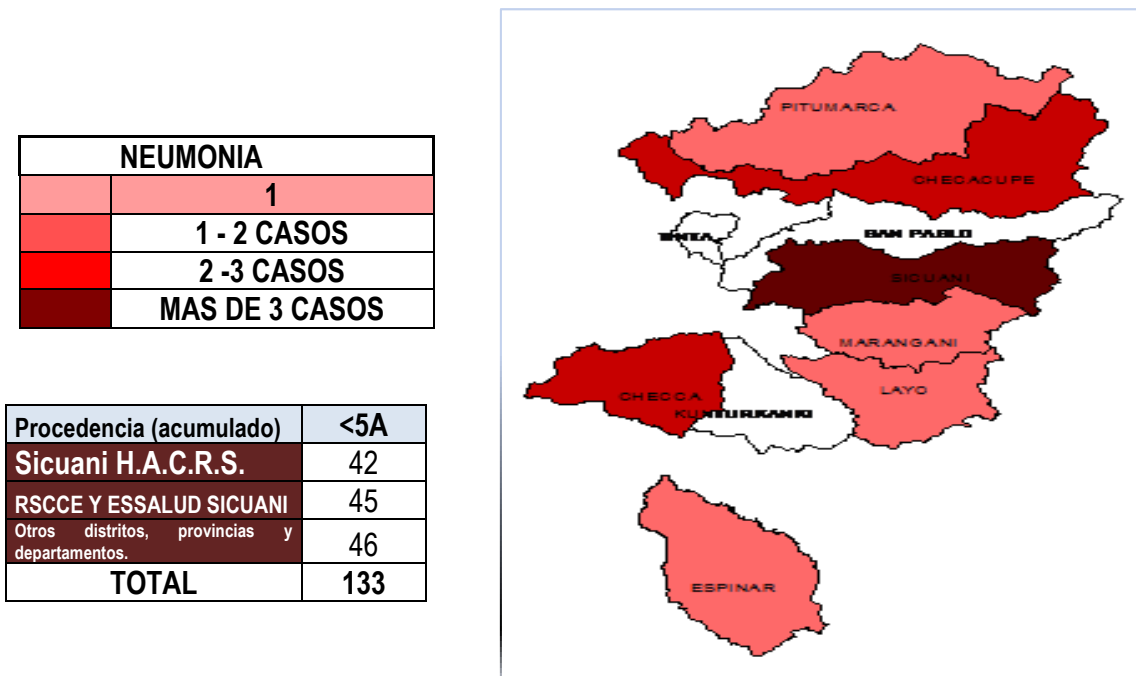 NEUMONIA
1
1 - 2 CASOS
2 -3 CASOS
MAS DE 3 CASOS
Procedencia (acumulado) <5A
Sicuani H.A.C.R.S. 42
RSCCE Y ESSALUD SICUANI 45
Otros distritos, provincias y
departamentos. 46
TOTAL 133
PITUMARCA
CHECACUPE
TINTA
SAN PABLO
SICUANI
MARANGANI
LAYO
CHECCA
KUNTURKANKI
ESPINAR